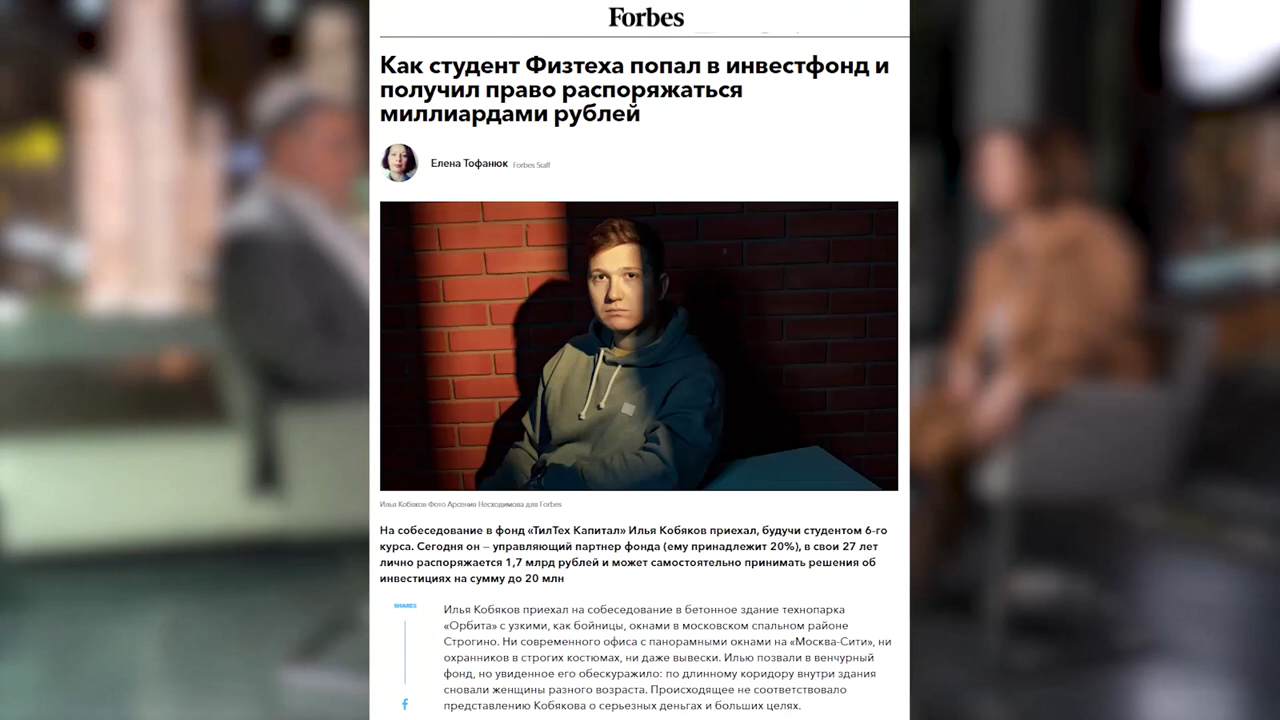 Forbes
Как студент Физтеха попал в инвестфонд и
получил право распоряжаться
миллиардами рублей
Елена Тофанюк Forbes Staff
Илья Кобяков Фото Арсения Несходимова для Forbes
На собеседование в фонд «ТилТех Капитал» Илья Кобяков приехал, будучи студентом 6-го
курса. Сегодня он — управляющий партнер фонда (ему принадлежит 20%), в свои 27 лет
лично распоряжается 1,7 млрд рублей и может самостоятельно принимать решения об
инвестициях на сумму до 20 млн
SHARES
Илья Кобяков приехал на собеседование в бетонное здание технопарка
«Орбита» с узкими, как бойницы, окнами в московском спальном районе
Строгино. Ни современного офиса с панорамными окнами на «Москва-Сити», ни
охранников в строгих костюмах, ни даже вывески. Илью позвали в венчурный
фонд, но увиденное его обескуражило: по длинному коридору внутри здания
сновали женщины разного возраста. Происходящее не соответствовало
представлению Кобякова о серьезных деньгах и больших целях.